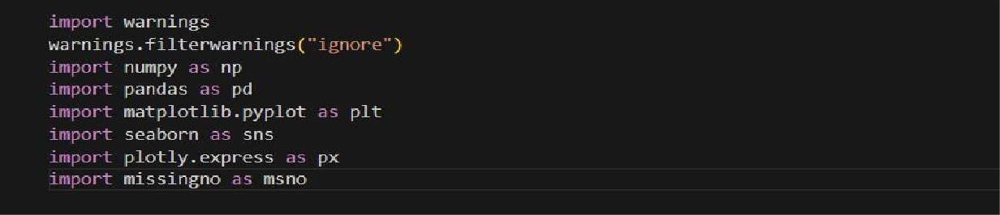 import warnings
warnings.filterwarnings("ignore")
import numpy as np
import pandas as pd
import matplotlib.pyplot as plt
import seaborn as sns
import plotly.express as px
import missingno as msno